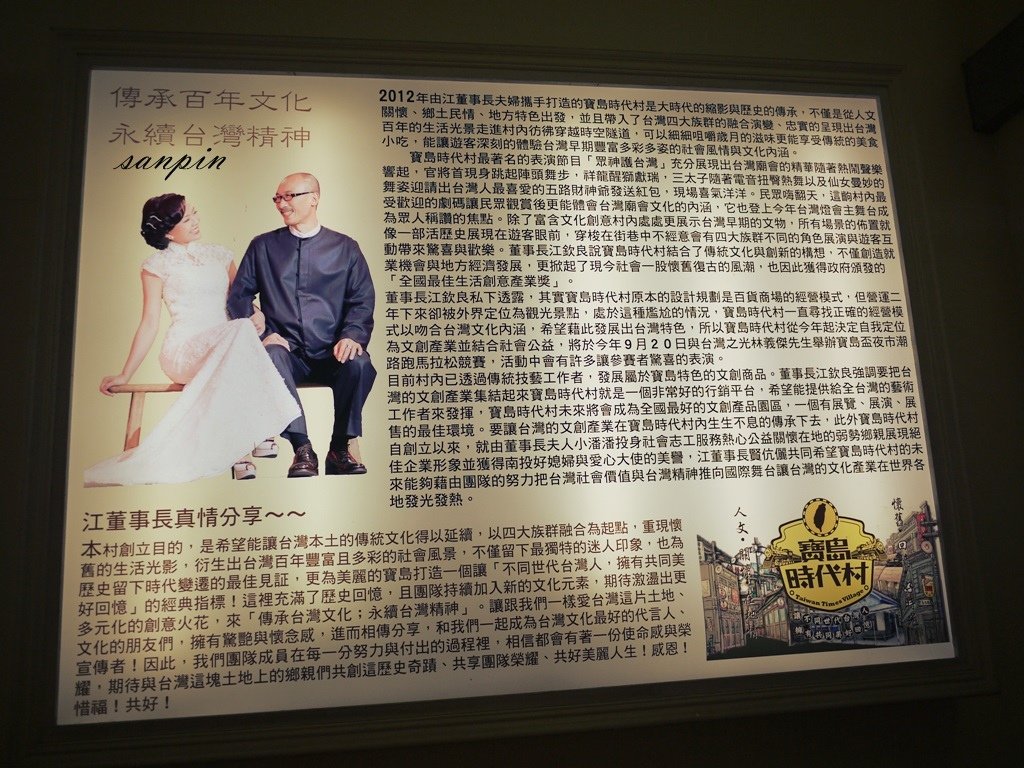 傳承百年文化
永續台灣精神
sanpin
2012年由江董事長夫婦攜手打造的寶島時代村是大時代的縮影與歷史的傳承，不僅是從人文
關懷、鄉土民情、地方特色出發，並且帶入了台灣四大族群的融合演變、忠實的呈現出台灣
百年的生活光景走進村內彷彿穿越時空隧道，可以細細咀嚼歲月的滋味更能享受傳統的美食
小吃，能讓遊客深刻的體驗台灣早期豐富多彩多姿的社會風情與文化內涵。
寶島時代村最著名的表演節目「眾神護台灣」充分展現出台灣廟會的精華隨著熱鬧聲樂
響起，官將首現身跳起陣頭舞步，祥龍醒獅獻瑞，三太子隨著電音扭臀熱舞以及仙女曼妙的
舞姿迎請出台灣人最喜愛的五路財神爺發送紅包，現場喜氣洋洋。民眾嗨翻天，這齣村內最
受歡迎的劇碼讓民眾觀賞後更能體會台灣廟會文化的內涵，它也登上今年台灣燈會主舞台成
為眾人稱讚的焦點。除了富含文化創意村內處處更展示台灣早期的文物，所有場景的佈置就
像一部活歷史展現在遊客眼前，穿梭在街巷中不經意會有四大族群不同的角色展演與遊客互
動帶來驚喜與歡樂。董事長江欽良說寶島時代村結合了傳統文化與創新的構想，不僅創造就
業機會與地方經濟發展，更掀起了現今社會一股懷舊復古的風潮，也因此獲得政府頒發的
「全國最佳生活創意產業獎」。
董事長江欽良私下透露，其實寶島時代村原本的設計規劃是百貨商場的經營模式，但營運二
年下來卻被外界定位為觀光景點，處於這種尷尬的情況，寶島時代村一直尋找正確的經營模
式以吻合台灣文化內涵，希望藉此發展出台灣特色，所以寶島時代村從今年起決定自我定位
為文創產業並結合社會公益，將於今年9月20日與台灣之光林義傑先生舉辦寶島盃夜市潮
路跑馬拉松競賽，活動中會有許多讓參賽者驚喜的表演。
目前村內已透過傳統技藝工作者，發展屬於寶島特色的文創商品。董事長江欽良強調要把台
灣的文創產業集結起來寶島時代村就是一個非常好的行銷平台，希望能提供給全台灣的藝術
工作者來發揮，寶島時代村未來將會成為全國最好的文創產品園區，一個有展覽、展演、展
售的最佳環境。要讓台灣的文創產業在寶島時代村內生生不息的傳承下去，此外寶島時代村
自創立以來，就由董事長夫人小潘潘投身社會志工服務熱心公益關懷在地的弱勢鄉親展現絕
佳企業形象並獲得南投好媳婦與愛心大使的美譽，江董事長賢伉儷共同希望寶島時代村的未
來能夠藉由團隊的努力把台灣社會價值與台灣精神推向國際舞台讓台灣的文化產業在世界各
地發光發熱。
江董事長真情分享～～
本村創立目的，是希望能讓台灣本土的傳統文化得以延續，以四大族群融合為起點，重現懷
舊的生活光影，衍生出台灣百年豐富且多彩的社會風景，不僅留下最獨特的迷人印象，也為
歷史留下時代變遷的最佳見証，更為美麗的寶島打造一個讓「不同世代台灣人，擁有共同美
好回憶」的經典指標！這裡充滿了歷史回憶，且團隊持續加入新的文化元素，期待激盪出更
多元化的創意火花，來「傳承台灣文化；永續台灣精神」。讓跟我們一樣愛台灣這片土地、
文化的朋友們，擁有驚艷與懷念感，進而相傳分享，和我們一起成為台灣文化最好的代言人、
宣傳者！因此，我們團隊成員在每一分努力與付出的過程裡，相信都會有著一份使命感與榮
耀，期待與台灣這塊土地上的鄉親們共創這歷史奇蹟、共享團隊榮耀、共好美麗人生！感恩！
惜福！共好！
人文
懷舊
寶島
時代村
Taiwan Times Village
讓不同世代台灣人
擁有共同美好回憶